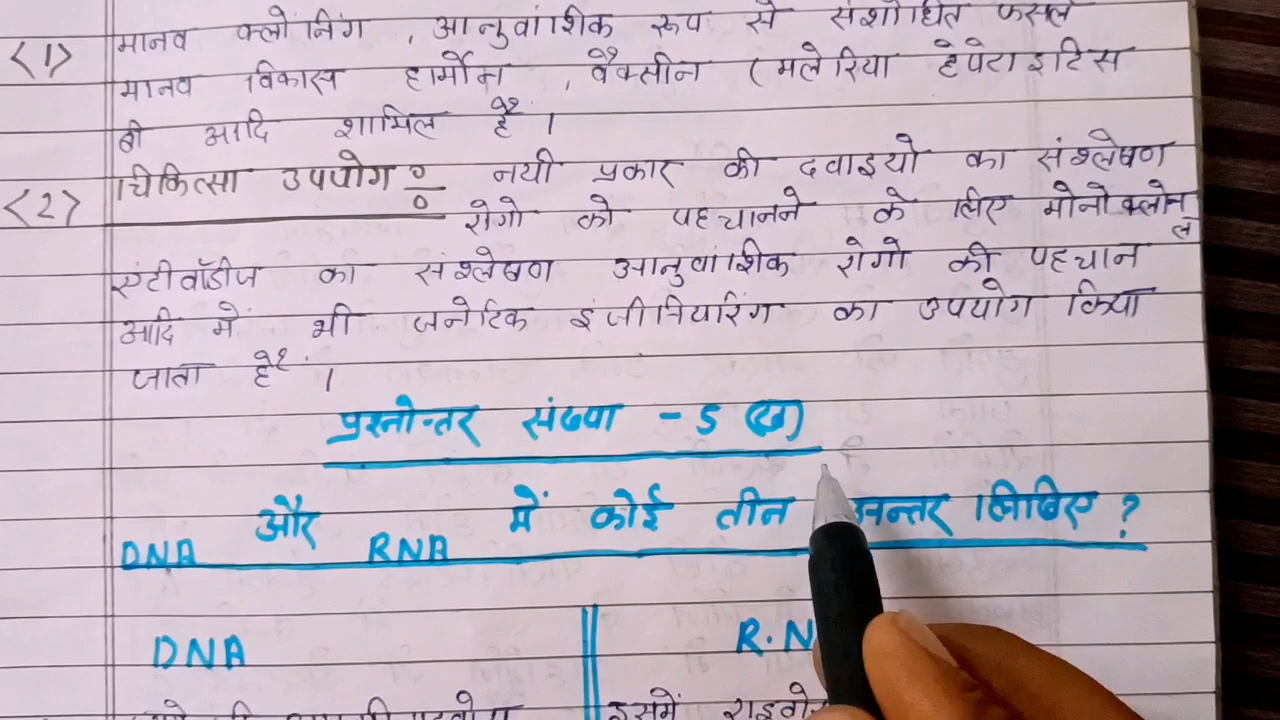 <1> मानव क्लोनिंग , आनुवांशिक रूप से संशोधित फसल
मानव विकास हार्मोन , वैक्सीन ( मलेरिया हेपेटाइटिस
बी आदि शामिल है ।
<2> चिकित्सा उपयोग : नयी प्रकार की दवाइयो का संश्लेषण
रोगो को पहचानने के लिए मोनोक्लोनल
एंटीबॉडीज का संश्लेषण आनुवांशिक रोगो की पहचान
आदि में भी जनेटिक इंजीनियरिंग का उपयोग किया
जाता है ।
प्रश्नोन्तर संख्या - 5 (ख)
DNA और RNA में कोई तीन अन्तर लिखिए ?
DNA R.N
इसमें